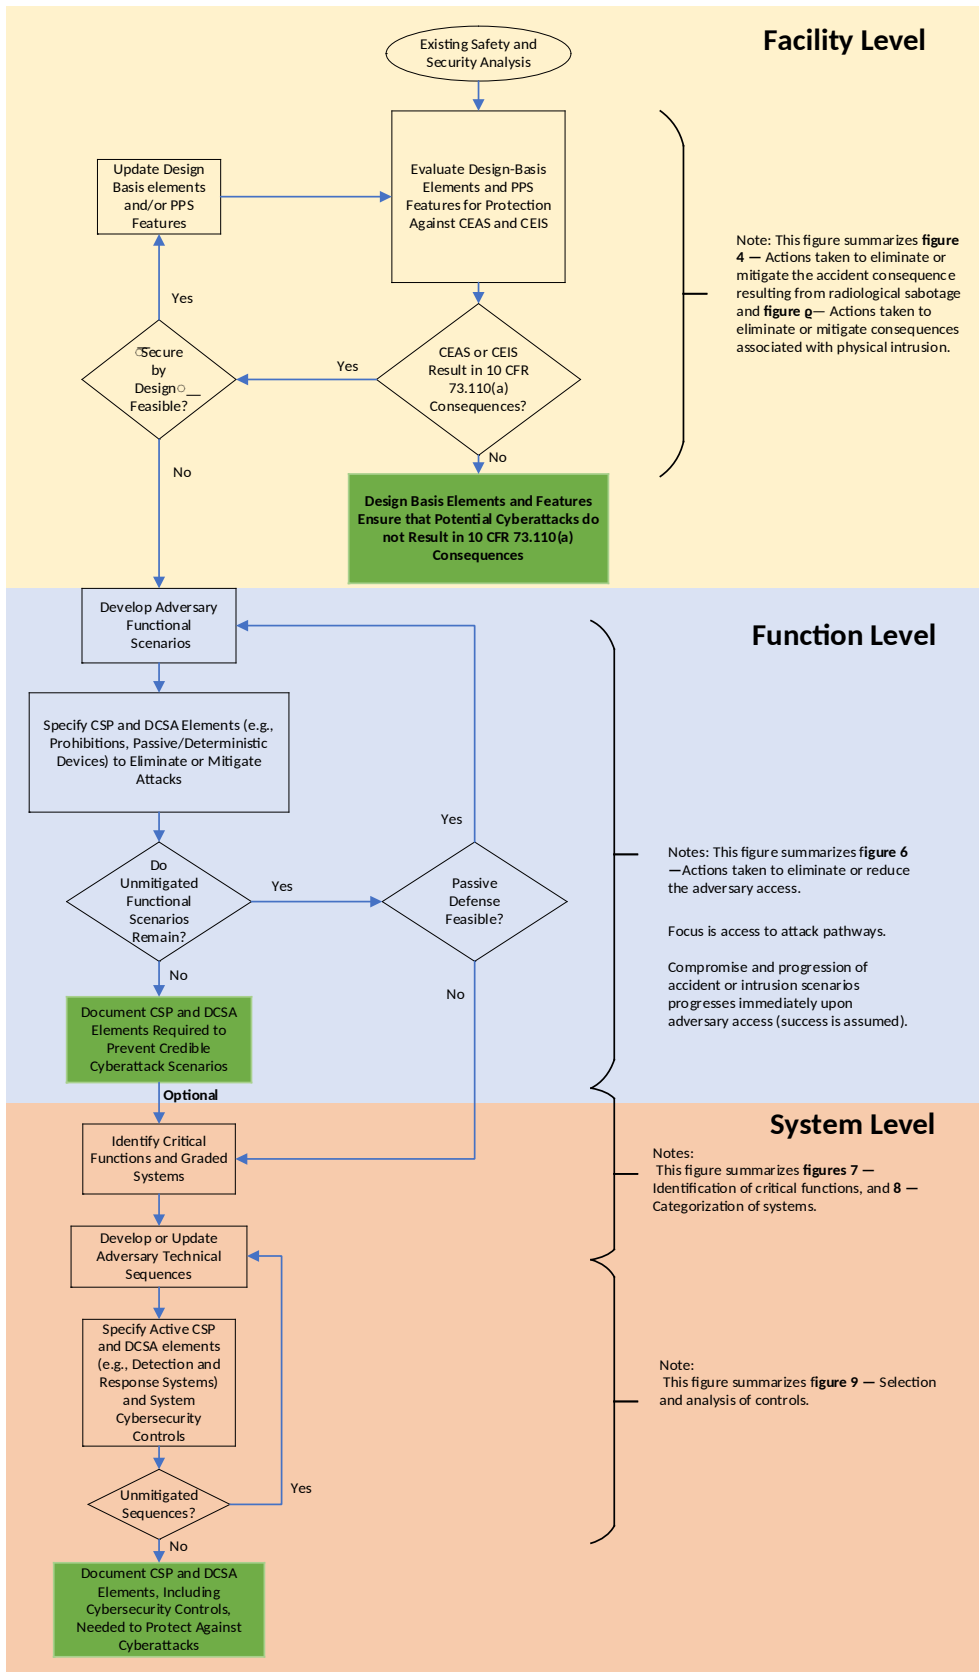 Facility Level
Existing Safety and
Security Analysis
Update Design
Basis elements
and/or PPS
Features
Evaluate Design-Basis
Elements and PPS
Features for Protection
Against CEAS and CEIS
Note: This figure summarizes figure
4 — Actions taken to eliminate or
mitigate the accident consequence
resulting from radiological sabotage
and figure — Actions taken to
eliminate or mitigate consequences
associated with physical intrusion.
Yes
Secure
by
Design
Feasible?
Yes
CEAS or CEIS
Result in 10 CFR
73.110(a)
Consequences?
No
No
Design Basis Elements and Features
Ensure that Potential Cyberattacks do
not Result in 10 CFR 73.110(a)
Consequences
Function Level
Develop Adversary
Functional
Scenarios
Specify CSP and DCSA Elements (e.g.,
Prohibitions, Passive/Deterministic
Devices) to Eliminate or Mitigate
Attacks
Yes
Do
Unmitigated
Functional
Scenarios
Remain?
Yes
Passive
Defense
Feasible?
Notes: This figure summarizes figure 6
—Actions taken to eliminate or reduce
the adversary access.
Focus is access to attack pathways.
Compromise and progression of
accident or intrusion scenarios
progresses immediately upon
adversary access (success is assumed).
No
No
Document CSP and DCSA
Elements Required to
Prevent Credible
Cyberattack Scenarios
Optional
System Level
Identify Critical
Functions and Graded
Systems
Notes:
This figure summarizes figures 7 —
Identification of critical functions, and 8 —
Categorization of systems.
Develop or Update
Adversary Technical
Sequences
Specify Active CSP
and DCSA elements
(e.g., Detection and
Response Systems)
and System
Cybersecurity
Controls
Note:
This figure summarizes figure 9 — Selection
and analysis of controls.
Unmitigated
Sequences?
Yes
No
Document CSP and DCSA
Elements, Including
Cybersecurity Controls,
Needed to Protect Against
Cyberattacks